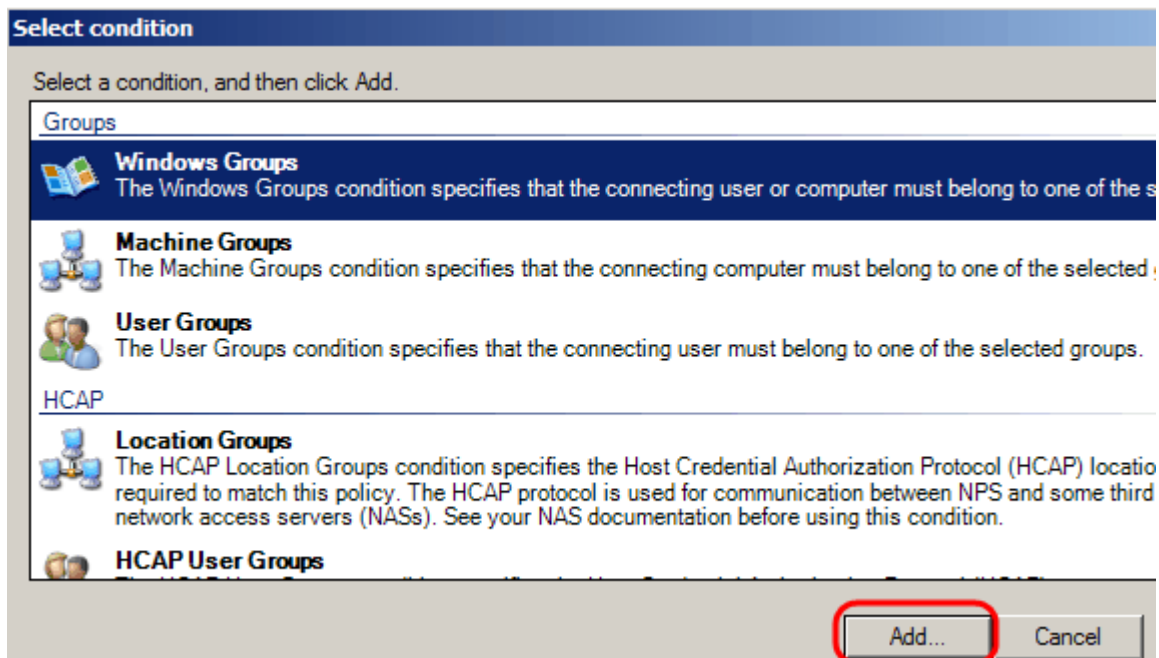 Select condition
Select a condition, and then click Add.
Groups
Windows Groups
The Windows Groups condition specifies that the connecting user or computer must belong to one of the s
Machine Groups
The Machine Groups condition specifies that the connecting computer must belong to one of the selected
User Groups
The User Groups condition specifies that the connecting user must belong to one of the selected groups.
HCAP
Location Groups
The HCAP Location Groups condition specifies the Host Credential Authorization Protocol (HCAP) locatio
required to match this policy. The HCAP protocol is used for communication between NPS and some third
network access servers (NASs). See your NAS documentation before using this condition.
HCAP User Groups
Add...
Cancel